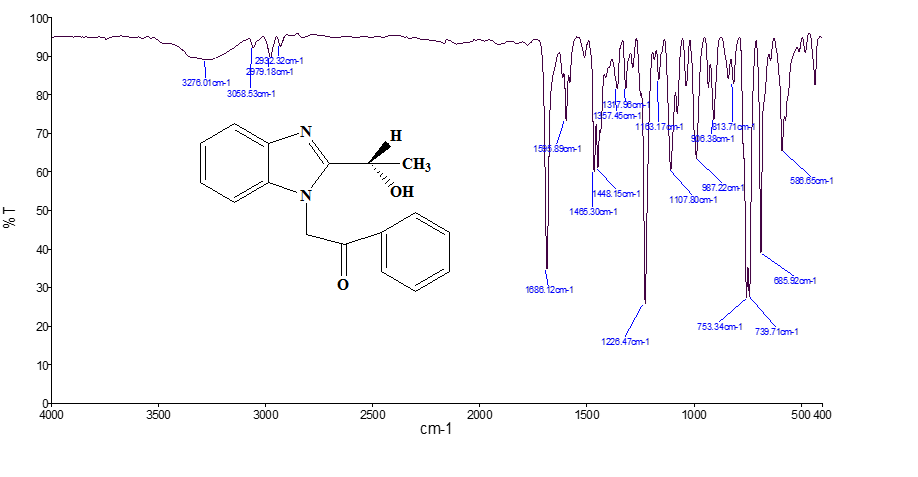 100
90
80
70
60
50
40
30
20
10
0
% T
4000
3500
3000
2500
2000
1500
1000
500 400
cm-1
3276.01cm-1
3058.53cm-1
2979.18cm-1
2932.32cm-1
1686.12cm-1
1595.89cm-1
1465.30cm-1
1448.15cm-1
1357.45cm-1
1317.96cm-1
1226.47cm-1
1163.17cm-1
1107.80cm-1
987.22cm-1
906.38cm-1
813.71cm-1
753.34cm-1
739.71cm-1
685.92cm-1
586.65cm-1
N
H
CH3
OH
N
O